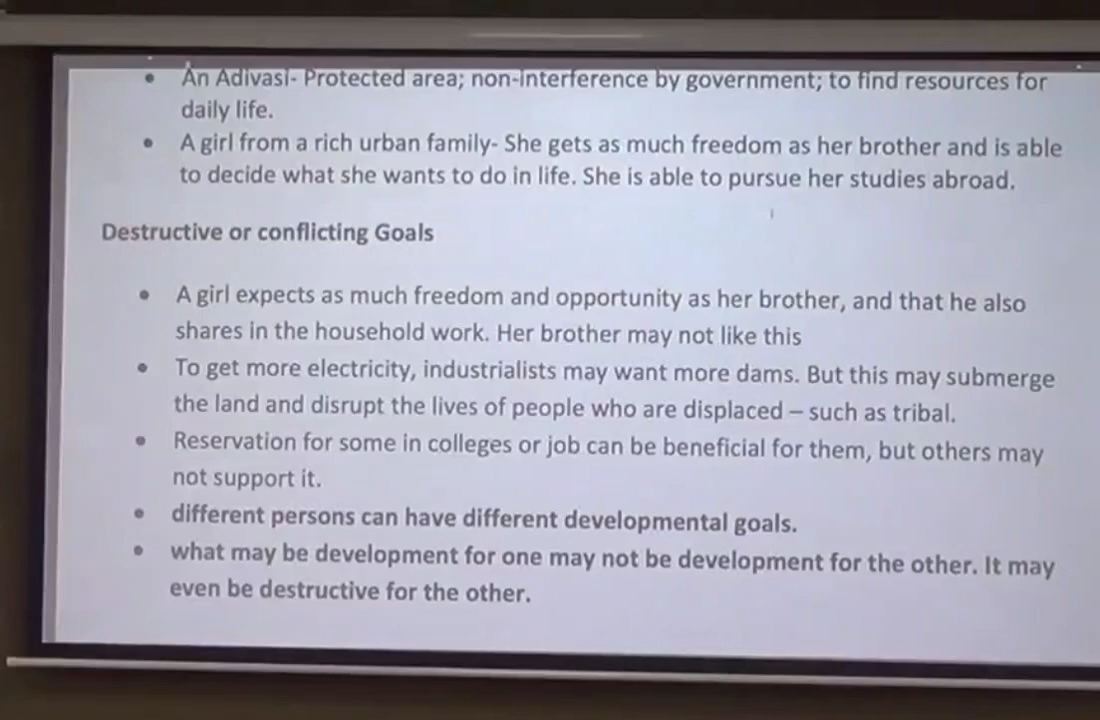 • An Adivasi- Protected area; non-interference by government; to find resources for
daily life.
• A girl from a rich urban family- She gets as much freedom as her brother and is able
to decide what she wants to do in life. She is able to pursue her studies abroad.
Destructive or conflicting Goals
• A girl expects as much freedom and opportunity as her brother, and that he also
shares in the household work. Her brother may not like this
• To get more electricity, industrialists may want more dams. But this may submerge
the land and disrupt the lives of people who are displaced – such as tribal.
• Reservation for some in colleges or job can be beneficial for them, but others may
not support it.
• different persons can have different developmental goals.
• what may be development for one may not be development for the other. It may
even be destructive for the other.